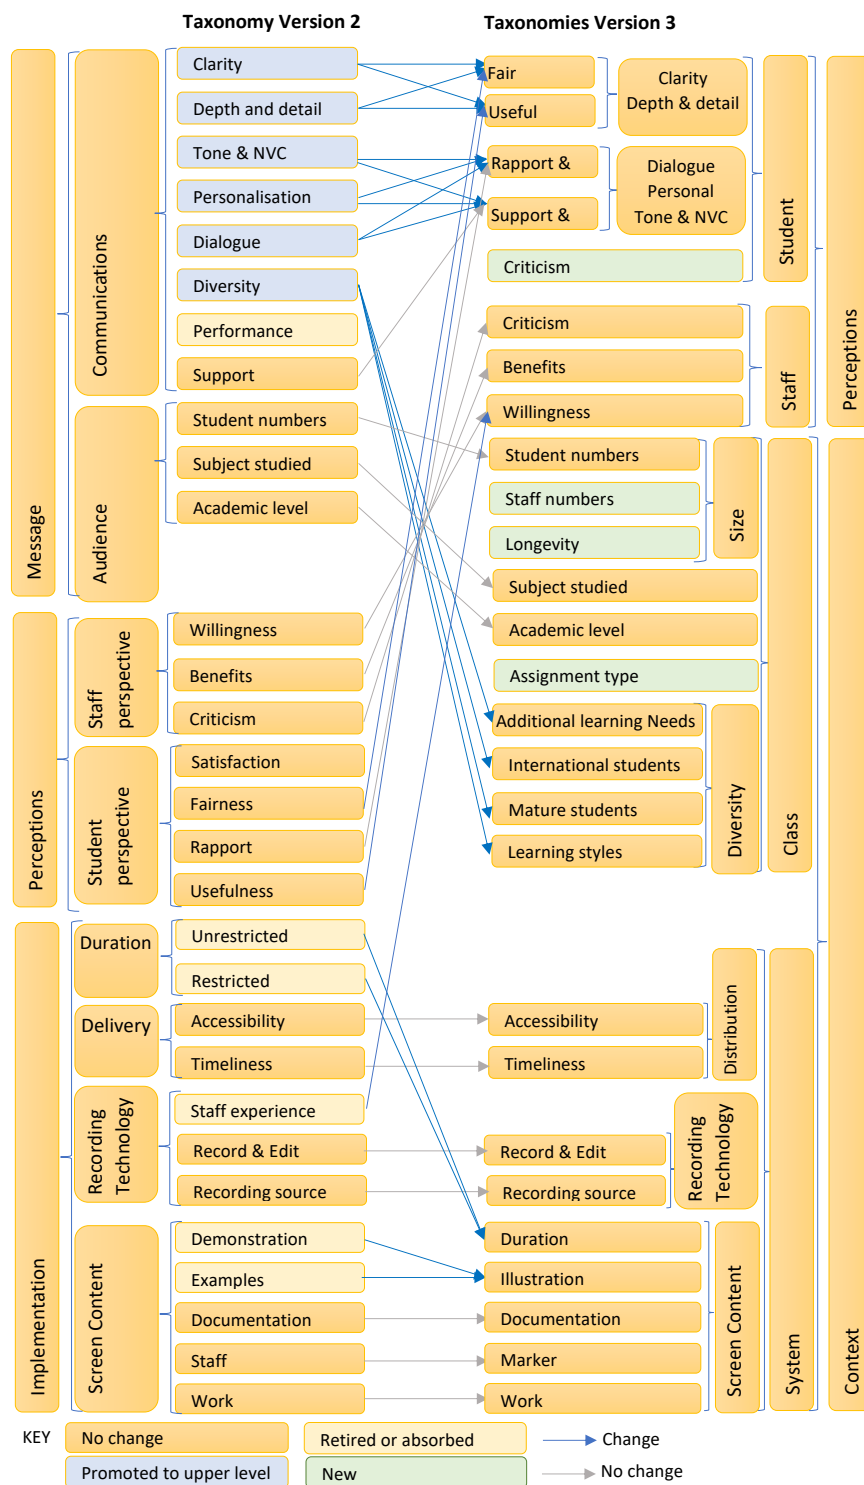 Taxonomy Version 2
Taxonomies Version 3
Message
Communications
Clarity
Depth and detail
Tone & NVC
Personalisation
Dialogue
Diversity
Performance
Support
Audience
Student numbers
Subject studied
Academic level
Perceptions
Staff
perspective
Willingness
Benefits
Criticism
Student
perspective
Satisfaction
Fairness
Rapport
Usefulness
Implementation
Duration
Unrestricted
Restricted
Delivery
Accessibility
Timeliness
Recording
Technology
Staff experience
Record & Edit
Recording source
Screen Content
Demonstration
Examples
Documentation
Staff
Work
Fair
Useful
Clarity
Depth & detail
Rapport &
Support &
Dialogue
Personal
Tone & NVC
Criticism
Student
Criticism
Benefits
Willingness
Staff
Perceptions
Student numbers
Staff numbers
Longevity
Size
Subject studied
Academic level
Assignment type
Additional learning Needs
International students
Mature students
Learning styles
Diversity
Class
Accessibility
Timeliness
Distribution
Record & Edit
Recording source
Recording
Technology
Duration
Illustration
Documentation
Marker
Work
Screen Content
System
Context
KEY
No change
Retired or absorbed
Change
Promoted to upper level
New
No change